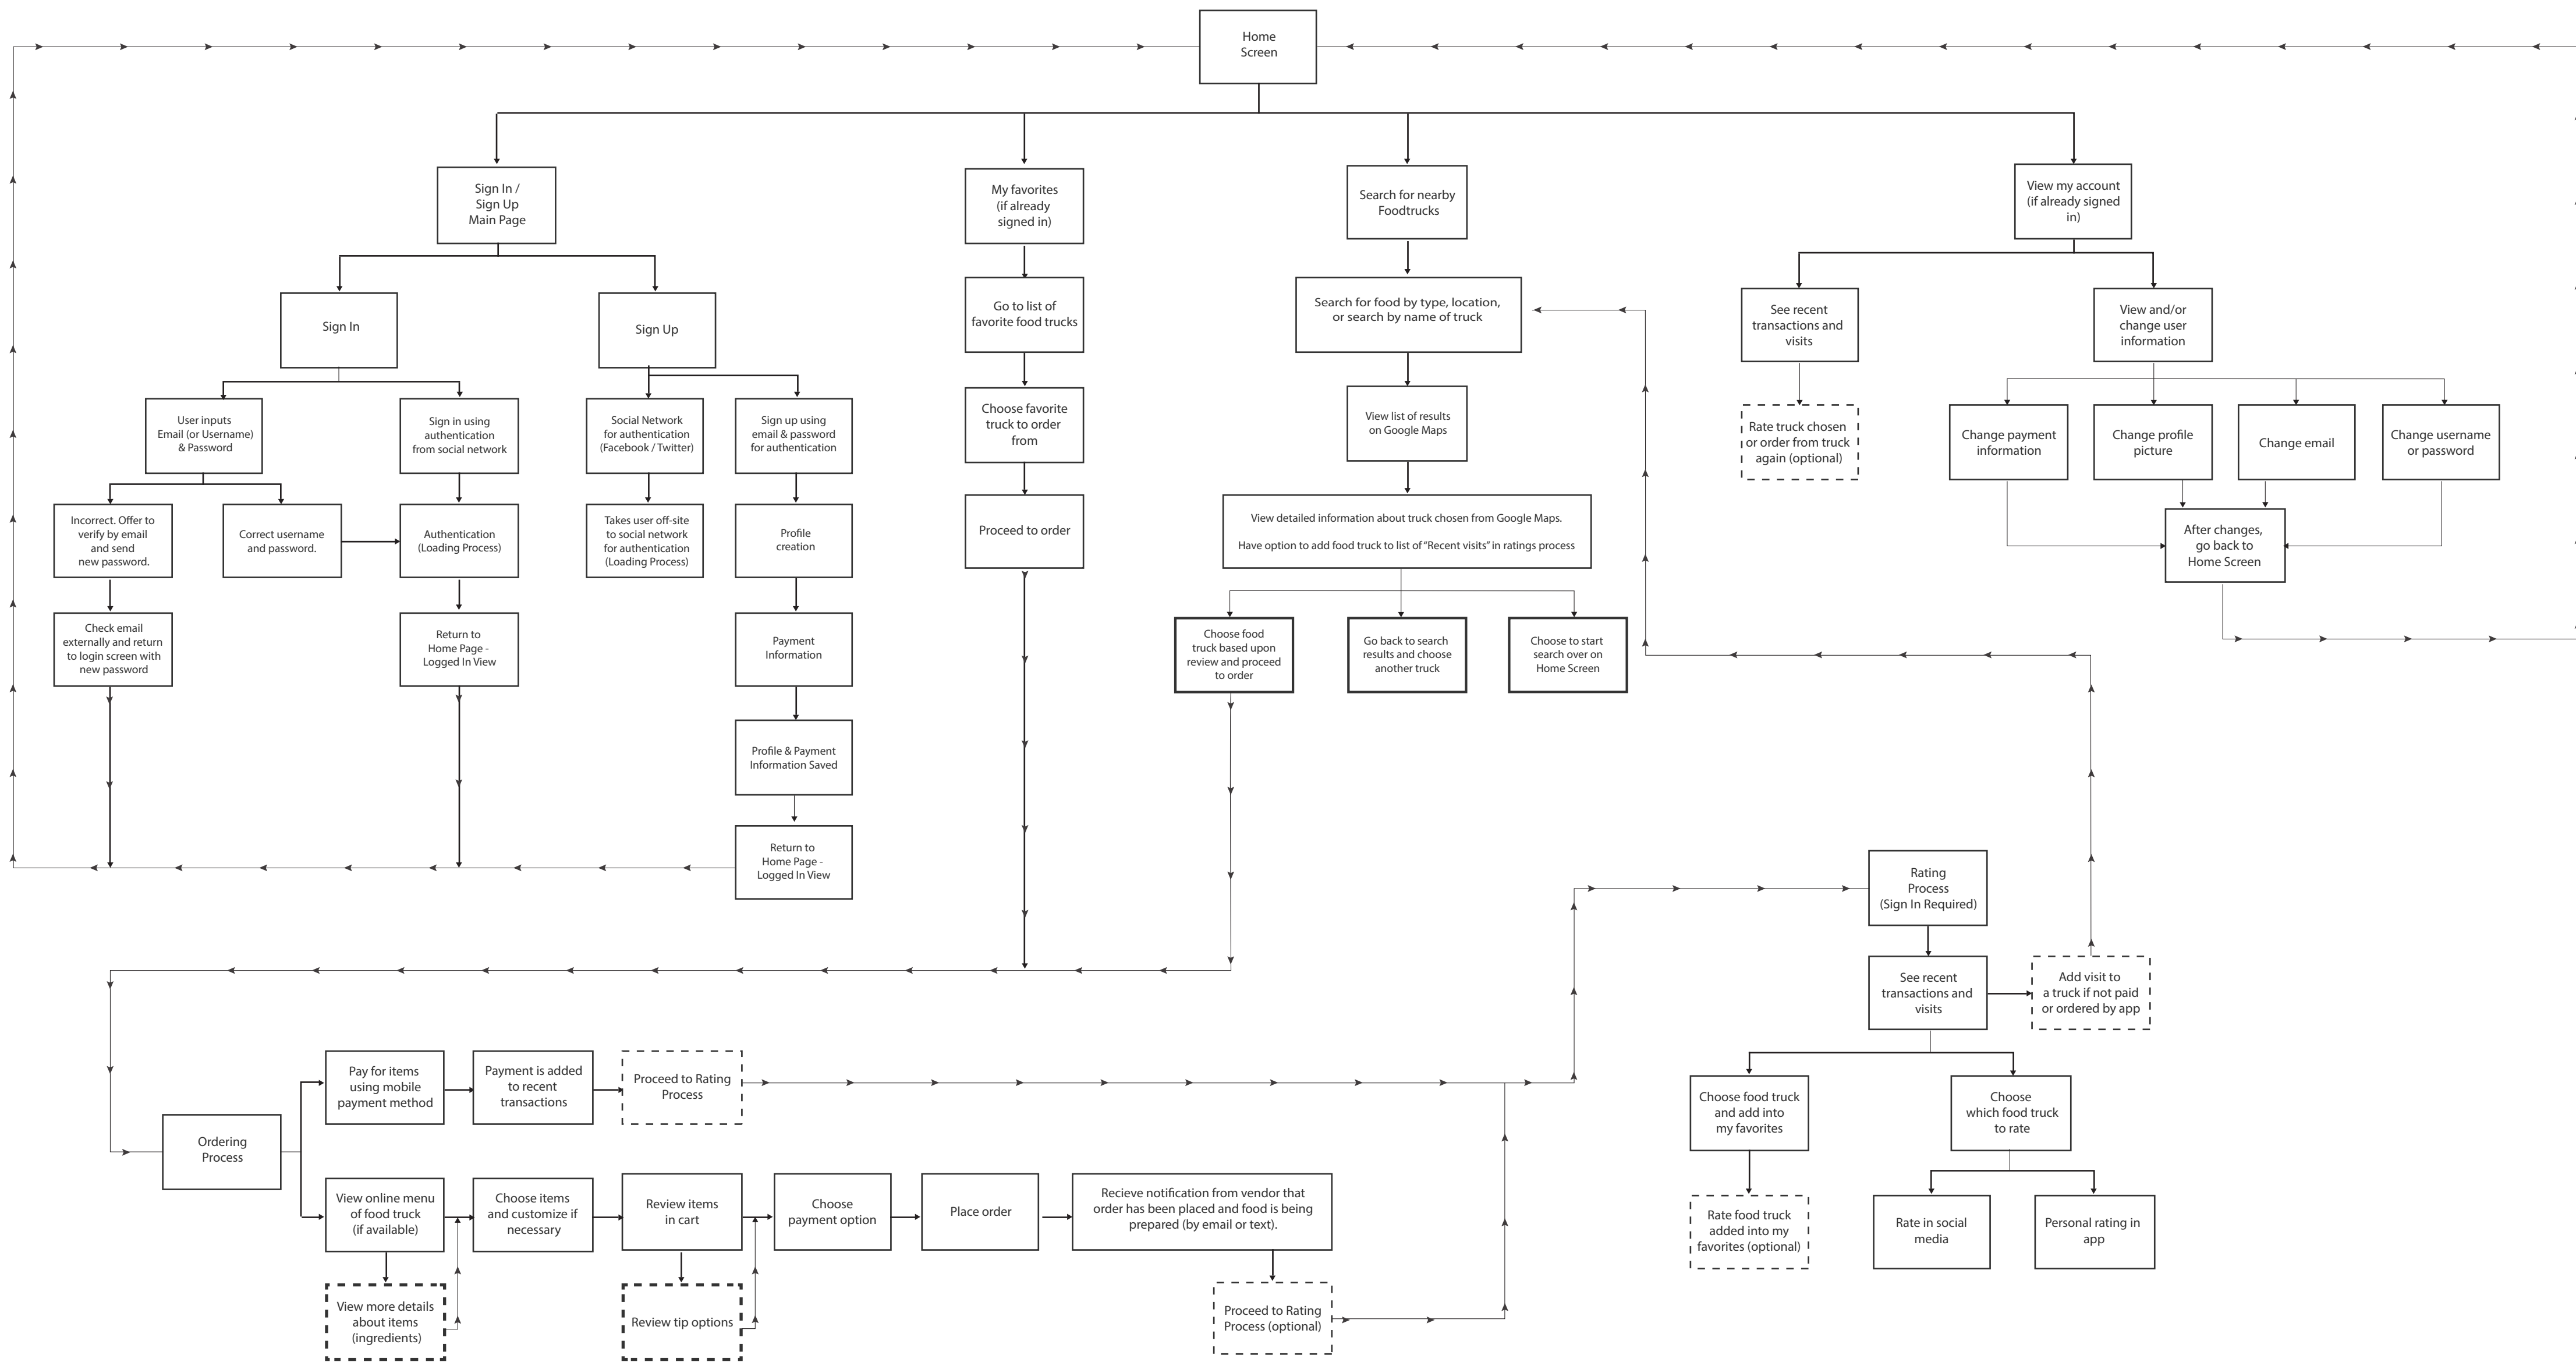 Home
Screen
Sign In /
Sign Up
Main Page
My favorites
(if already
signed in)
Search for nearby
Foodtrucks
View my account
(if already signed
in)
Sign In
Sign Up
Go to list of
favorite food trucks
Search for food by type, location,
or search by name of truck
See recent
transactions and
visits
View and/or
change user
information
User inputs
Email (or Username)
& Password
Sign in using
authentication
from social network
Social Network
for authentication
(Facebook / Twitter)
Sign up using
email & password
for authentication
Choose favorite
truck to order
from
View list of results
on Google Maps
Rate truck chosen
or order from truck
again (optional)
Change payment
information
Change profile
picture
Change email
Change username
or password
Incorrect. Offer to
verify by email
and send
new password.
Correct username
and password.
Authentication
(Loading Process)
Takes user off-site
to social network
for authentication
(Loading Process)
Profile
creation
Proceed to order
View detailed information about truck chosen from Google Maps.
Have option to add food truck to list of “Recent visits” in ratings process
After changes,
go back to
Home Screen
Check email
externally and return
to login screen with
new password
Return to
Home Page -
Logged In View
Payment
Information
Choose food
truck based upon
review and proceed
to order
Go back to search
results and choose
another truck
Choose to start
search over on
Home Screen
Profile & Payment
Information Saved
Return to
Home Page -
Logged In View
Rating
Process
(Sign In Required)
See recent
transactions and
visits
Add visit to
a truck if not paid
or ordered by app
Pay for items
using mobile
payment method
Payment is added
to recent
transactions
Proceed to Rating
Process
Choose food truck
and add into
my favorites
Choose
which food truck
to rate
Ordering
Process
View online menu
of food truck
(if available)
Choose items
and customize if
necessary
Review items
in cart
Choose
payment option
Place order
Recieve notification from vendor that
order has been placed and food is being
prepared (by email or text).
Rate food truck
added into my
favorites (optional)
Rate in social
media
Personal rating in
app
View more details
about items
(ingredients)
Review tip options
Proceed to Rating
Process (optional)